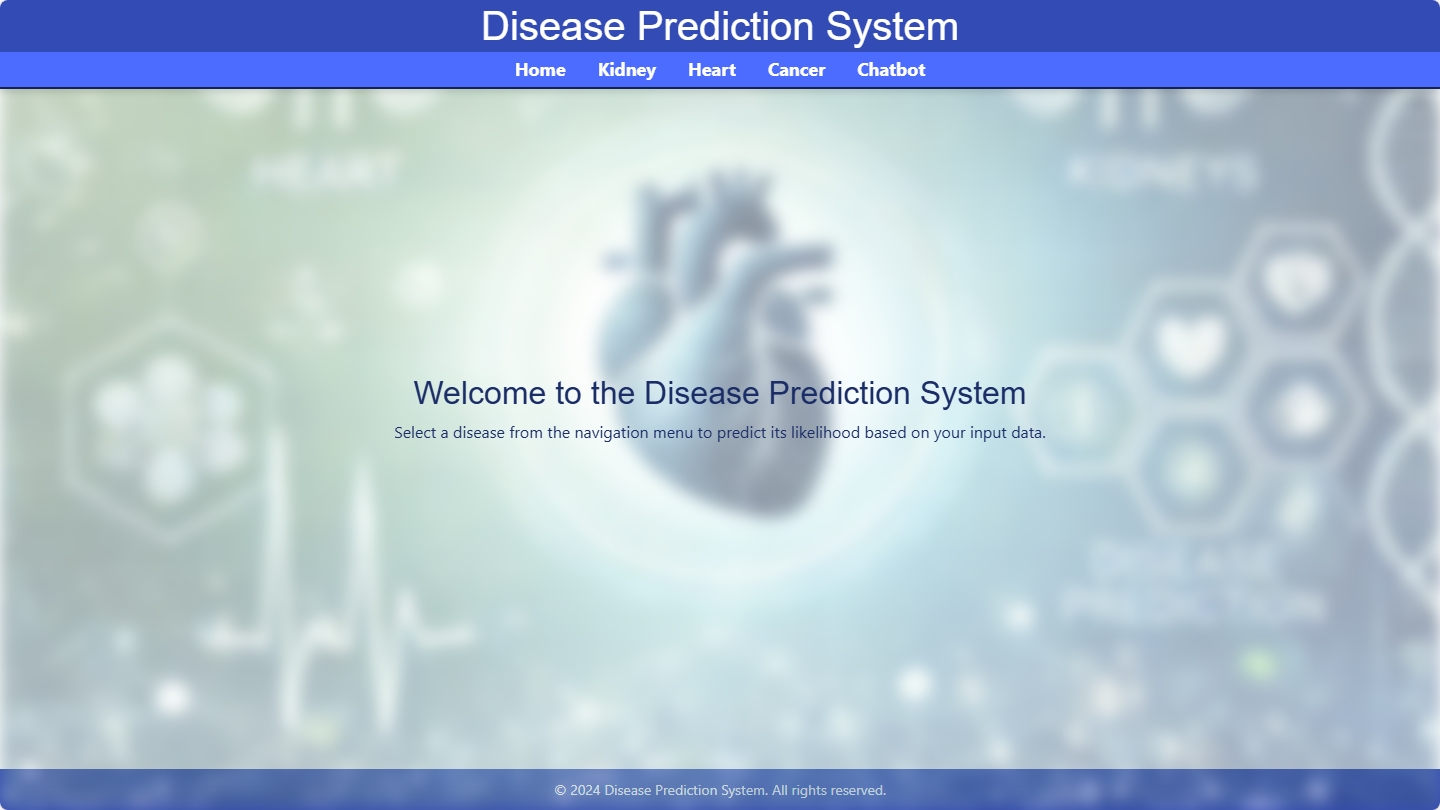 Disease Prediction System
Home Kidney Heart Cancer Chatbot
HEART
KIDNEYS
Welcome to the Disease Prediction System
Select a disease from the navigation menu to predict its likelihood based on your input data.
DISEASE
PREDICTION
© 2024 Disease Prediction System. All rights reserved.